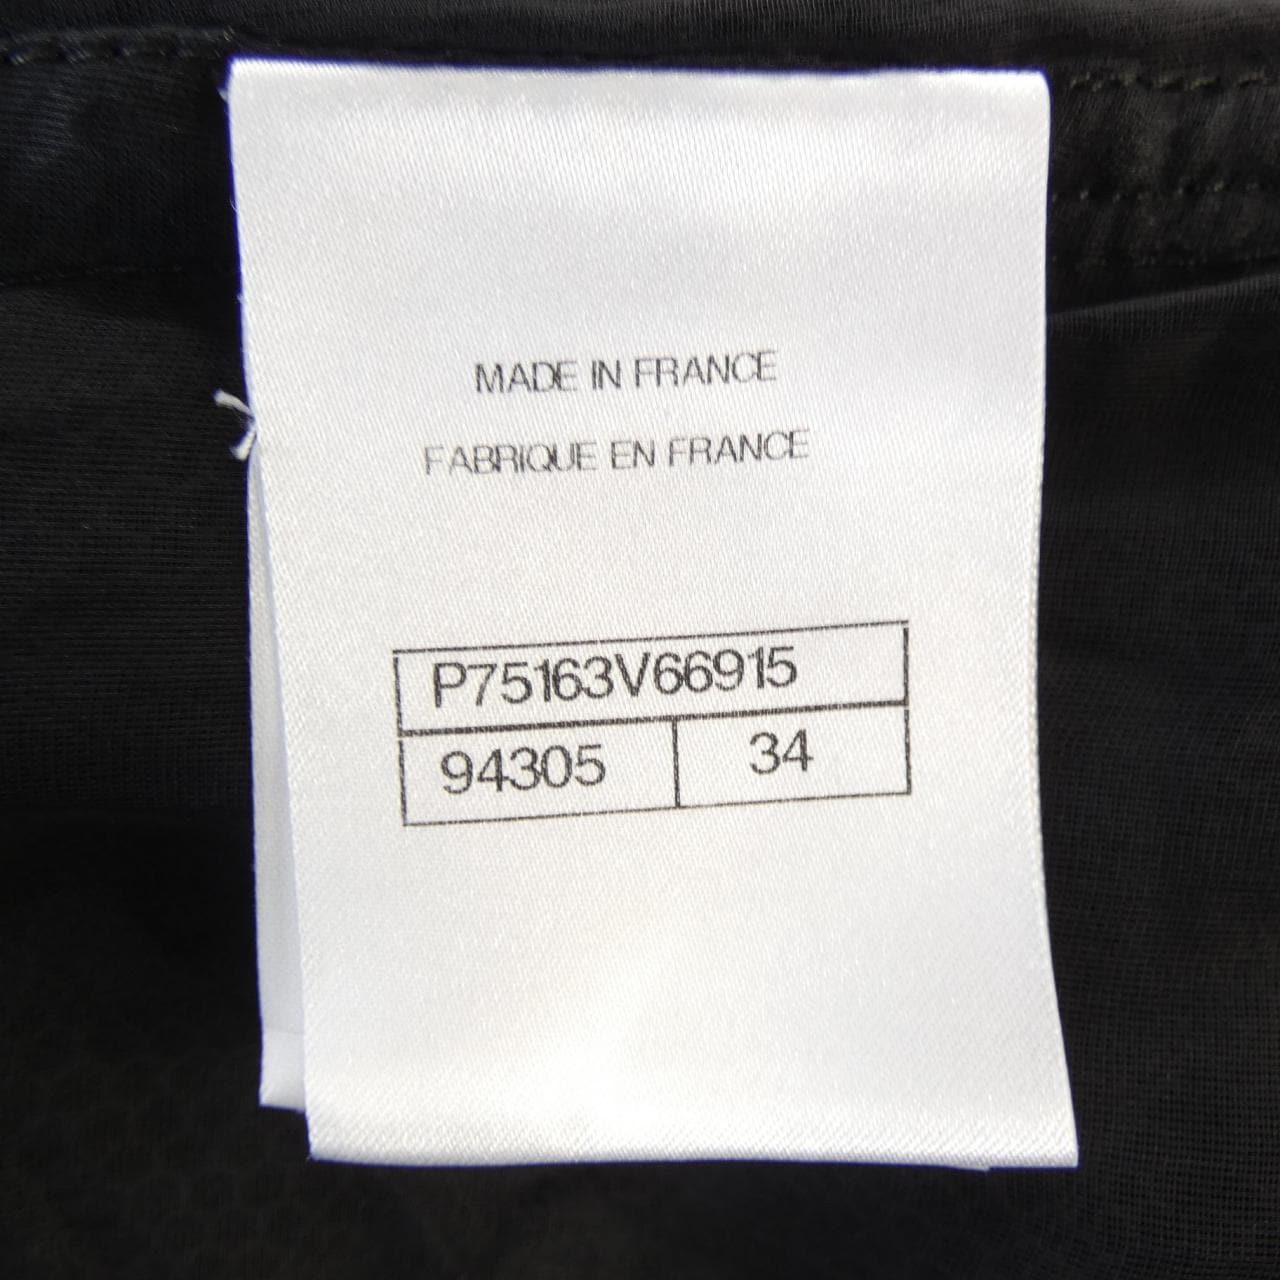 MADE IN FRANCE
FABRIQUE EN FRANCE
P75163V66915
94305 34